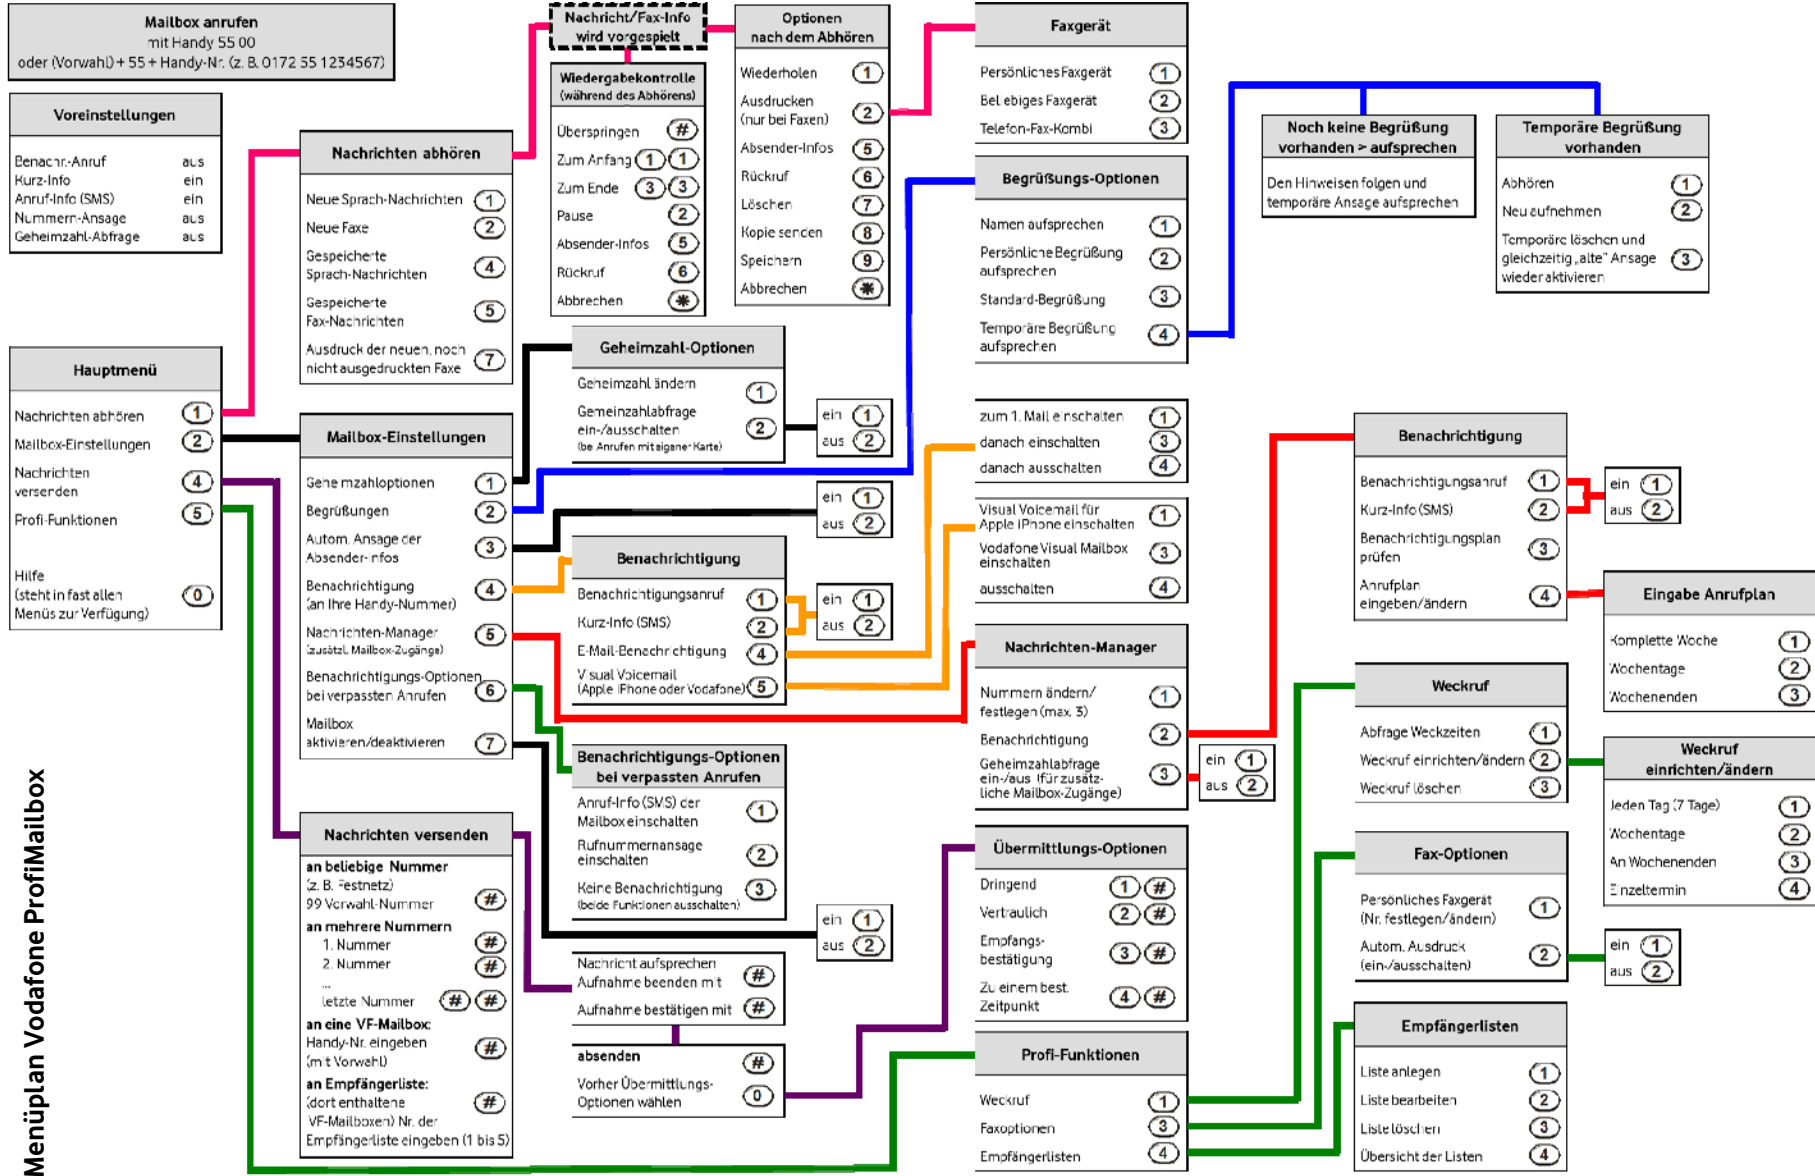 Mailbox anrufen
mit Handy 55 00
oder (Vorwahl) + 55 + Handy-Nr. (z. B. 0172 55 1234567)
Voreinstellungen
Benachr.-Anruf aus
Kurz-Info ein
Anruf-Info (SMS) ein
Nummern-Ansage aus
Geheimzahl-Abfrage aus
Hauptmenü
Nachrichten abhören 1
Mailbox-Einstellungen 2
Nachrichten
versenden 4
Profi-Funktionen 5
Hilfe
(steht in fast allen 0
Menüs zur Verfügung)
Menüplan Vodafone ProfiMailbox
Nachrichten abhören
Neue Sprach-Nachrichten 1
Neue Faxe 2
Gespeicherte
Sprach-Nachrichten 4
Gespeicherte
Fax-Nachrichten 5
Ausdruck der neuen, noch
nicht ausgedruckten Faxe 7
Mailbox-Einstellungen
Geheimzahloptionen 1
Begrüßungen 2
Autom. Ansage der
Absender-Infos 3
Benachrichtigung
(an Ihre Handy-Nummer) 4
Nachrichten-Manager 5
(zusätzl. Mailbox-Zugänge)
Benachrichtigungs-Optionen
bei verpassten Anrufen 6
Mailbox
aktivieren/deaktivieren 7
Nachrichten versenden
an beliebige Nummer
(z. B. Festnetz)
99 Vorwahl-Nummer #
an mehrere Nummern
1. Nummer #
2. Nummer #
...
letzte Nummer # #
an eine VF-Mailbox:
Handy-Nr. eingeben #
(mit Vorwahl)
an Empfängerliste:
(dort enthaltene #
VF-Mailboxen) Nr. der
Empfängerliste eingeben (1 bis 5)
Nachricht/Fax-Info
wird vorgespielt
Wiedergabekontrolle
(während des Abhörens)
Überspringen #
Zum Anfang 1 1
Zum Ende 3 3
Pause 2
Absender-Infos 5
Rückruf 6
Abbrechen ✱
Optionen
nach dem Abhören
Wiederholen 1
Ausdrucken
(nur bei Faxen) 2
Absender-Infos 5
Rückruf 6
Löschen 7
Kopie senden 8
Speichern 9
Abbrechen ✱
Geheimzahl-Optionen
Geheimzahl ändern 1
Gemeinzahlabfrage
ein-/ausschalten 2
(bei Anrufen mit eigener Karte)
ein 1
aus 2
ein 1
aus 2
Benachrichtigung
Benachrichtigungsanruf 1
Kurz-Info (SMS) 2
E-Mail-Benachrichtigung 4
Visual Voicemail
(Apple iPhone oder Vodafone) 5
ein 1
aus 2
Benachrichtigungs-Optionen
bei verpassten Anrufen
Anruf-Info (SMS) der
Mailbox einschalten 1
Rufnummernansage
einschalten 2
Keine Benachrichtigung 3
(beide Funktionen ausschalten)
ein 1
aus 2
Nachricht aufsprechen
Aufnahme beenden mit #
Aufnahme bestätigen mit #
absenden #
Vorher Übermittlungs-
Optionen wählen 0
Faxgerät
Persönliches Faxgerät 1
Beliebiges Faxgerät 2
Telefon-Fax-Kombi 3
Begrüßungs-Optionen
Namen aufsprechen 1
Persönliche Begrüßung
aufsprechen 2
Standard-Begrüßung 3
Temporäre Begrüßung
aufsprechen 4
zum 1. Mail einschalten 1
danach einschalten 3
danach ausschalten 4
Visual Voicemail für
Apple iPhone einschalten 1
Vodafone Visual Mailbox
einschalten 3
ausschalten 4
Nachrichten-Manager
Nummern ändern/
festlegen (max. 3) 1
Benachrichtigung 2
Geheimzahlabfrage
ein-/aus (für zusätz-
liche Mailbox-Zugänge) 3
ein 1
aus 2
Übermittlungs-Optionen
Dringend 1 #
Vertraulich 2 #
Empfangs-
bestätigung 3 #
Zu einem best.
Zeitpunkt 4 #
Profi-Funktionen
Weckruf 1
Faxoptionen 3
Empfängerlisten 4
Noch keine Begrüßung
vorhanden > aufsprechen
Den Hinweisen folgen und
temporäre Ansage aufsprechen
Temporäre Begrüßung
vorhanden
Abhören 1
Neu aufnehmen 2
Temporäre löschen und
gleichzeitig „alte" Ansage 3
wieder aktivieren
Benachrichtigung
Benachrichtigungsanruf 1
Kurz-Info (SMS) 2
Benachrichtigungsplan
prüfen 3
Anrufplan
eingeben/ändern 4
ein 1
aus 2
Eingabe Anrufplan
Komplette Woche 1
Wochentage 2
Wochenenden 3
Weckruf
Abfrage Weckzeiten 1
Weckruf einrichten/ändern 2
Weckruf löschen 3
Weckruf
einrichten/ändern
Jeden Tag (7 Tage) 1
Wochentage 2
An Wochenenden 3
Einzeltermin 4
Fax-Optionen
Persönliches Faxgerät
(Nr. festlegen/ändern) 1
Autom. Ausdruck
(ein-/ausschalten) 2
ein 1
aus 2
Empfängerlisten
Liste anlegen 1
Liste bearbeiten 2
Liste löschen 3
Übersicht der Listen 4